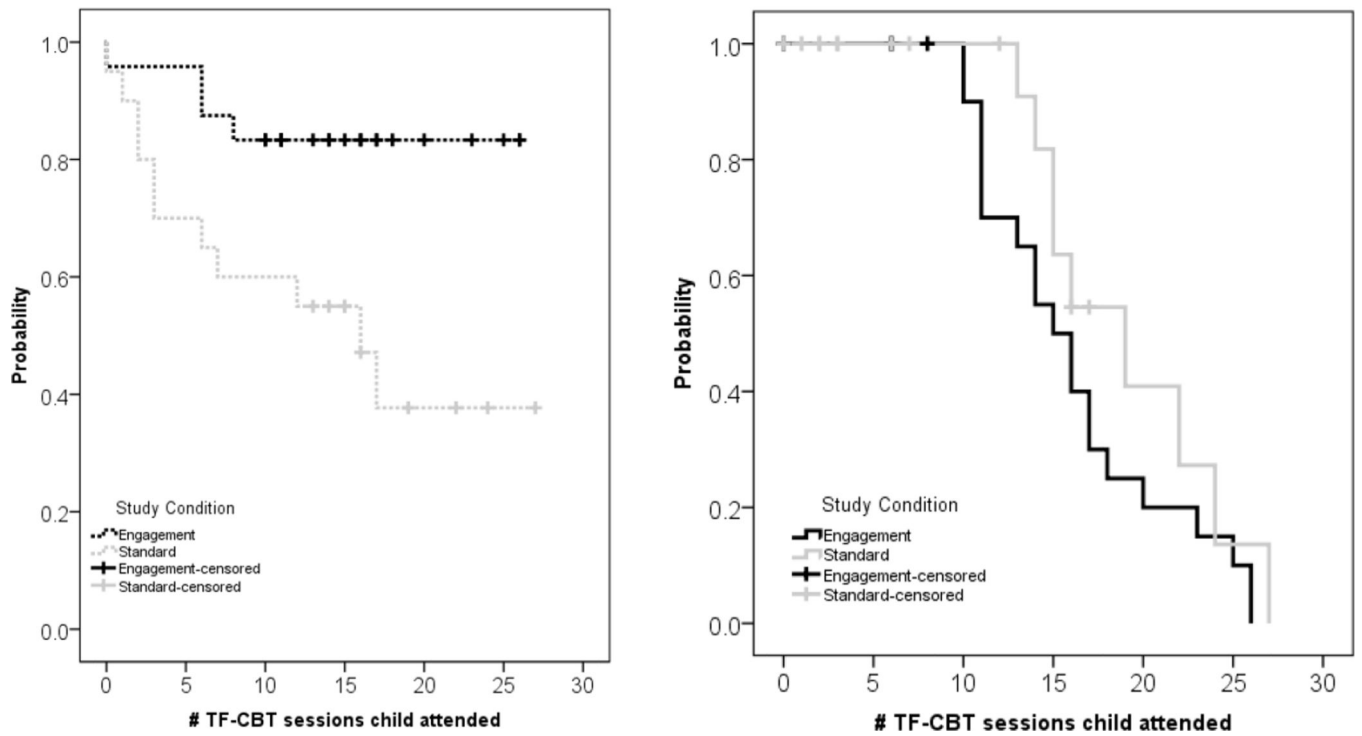 1.0
0.8
0.6
0.4
0.2
0.0
Probability
Study Condition
Engagement
Standard
Engagement-censored
Standard-censored
0 5 10 15 20 25 30
# TF-CBT sessions child attended
1.0
0.8
0.6
0.4
0.2
0.0
Probability
Study Condition
Engagement
Standard
Engagement-censored
Standard-censored
0 5 10 15 20 25 30
# TF-CBT sessions child attended